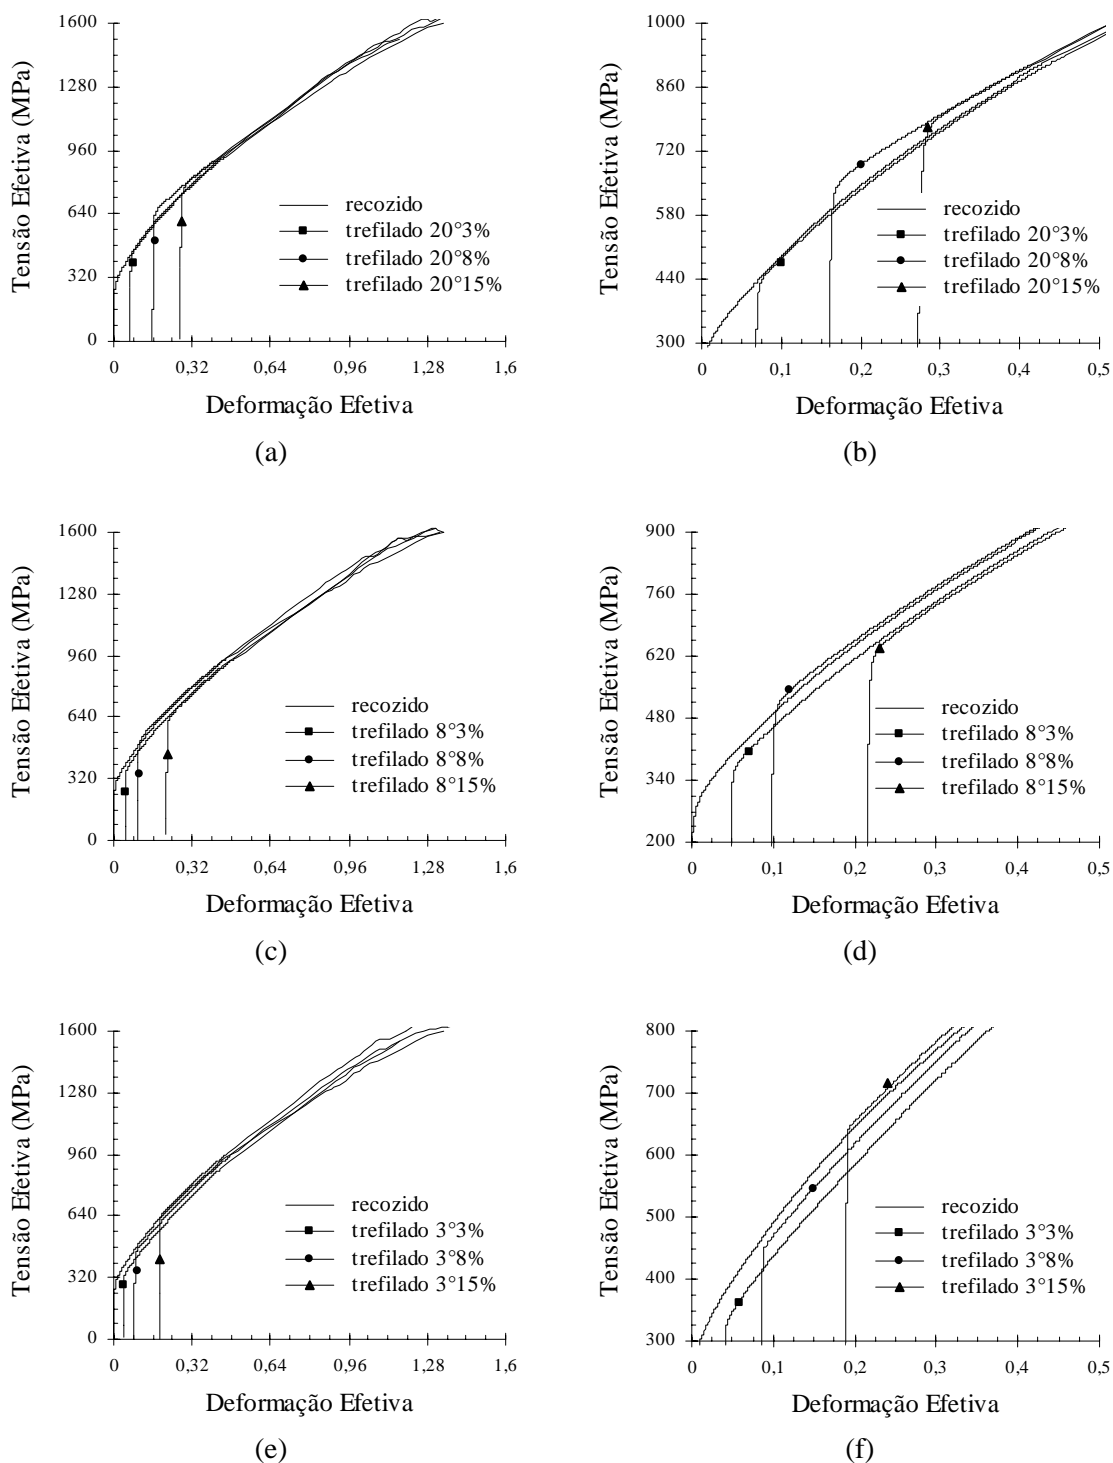 Tensão Efetiva (MPa)
1600
1280
960
640
320
0
0 0,32 0,64 0,96 1,28 1,6
Deformação Efetiva
recozido
trefilado 20°3%
trefilado 20°8%
trefilado 20°15%
(a)
Tensão Efetiva (MPa)
1000
860
720
580
440
300
0 0,1 0,2 0,3 0,4 0,5
Deformação Efetiva
recozido
trefilado 20°3%
trefilado 20°8%
trefilado 20°15%
(b)
Tensão Efetiva (MPa)
1600
1280
960
640
320
0
0 0,32 0,64 0,96 1,28 1,6
Deformação Efetiva
recozido
trefilado 8°3%
trefilado 8°8%
trefilado 8°15%
(c)
Tensão Efetiva (MPa)
900
760
620
480
340
200
0 0,1 0,2 0,3 0,4 0,5
Deformação Efetiva
recozido
trefilado 8°3%
trefilado 8°8%
trefilado 8°15%
(d)
Tensão Efetiva (MPa)
1600
1280
960
640
320
0
0 0,32 0,64 0,96 1,28 1,6
Deformação Efetiva
recozido
trefilado 3°3%
trefilado 3°8%
trefilado 3°15%
(e)
Tensão Efetiva (MPa)
800
700
600
500
400
300
0 0,1 0,2 0,3 0,4 0,5
Deformação Efetiva
recozido
trefilado 3°3%
trefilado 3°8%
trefilado 3°15%
(f)